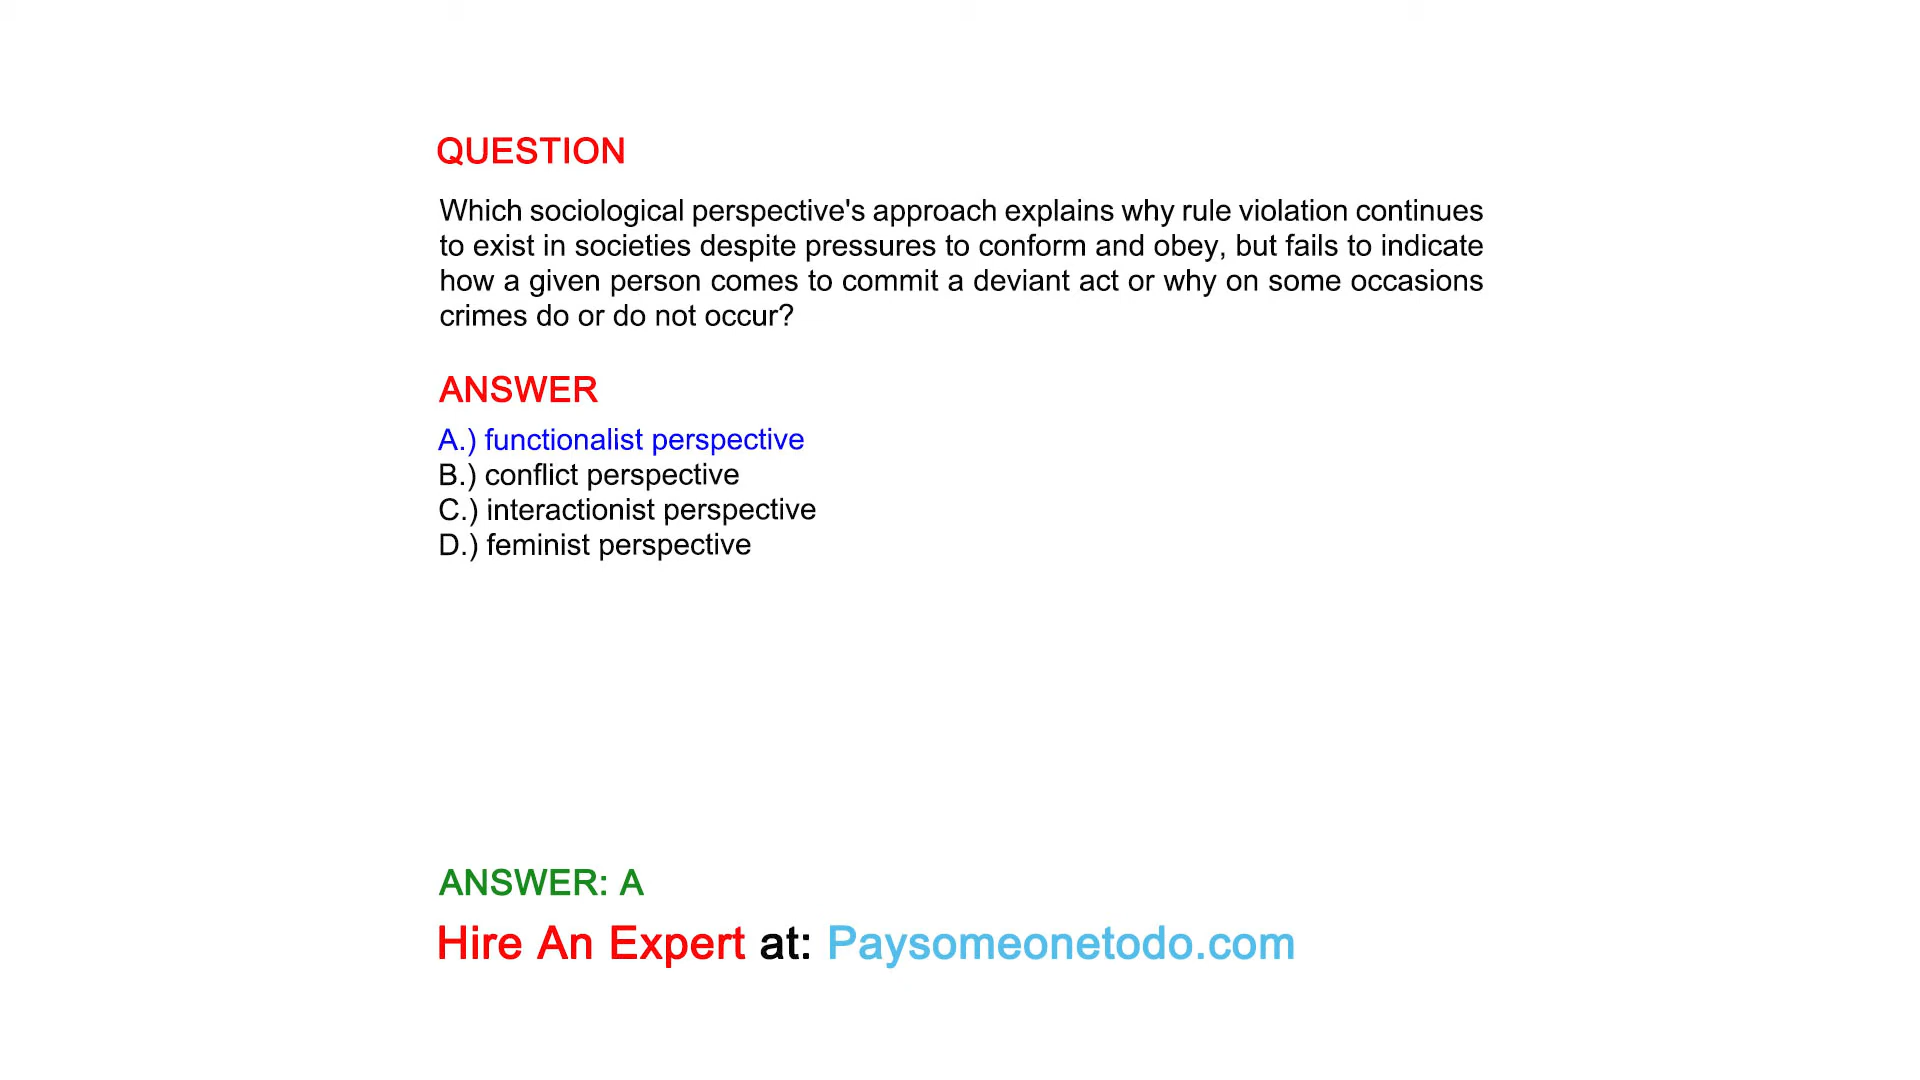 QUESTION
Which sociological perspective's approach explains why rule violation continues
to exist in societies despite pressures to conform and obey, but fails to indicate
how a given person comes to commit a deviant act or why on some occasions
crimes do or do not occur?
ANSWER
A.) functionalist perspective
B.) conflict perspective
C.) interactionist perspective
D.) feminist perspective
ANSWER: A
Hire An Expert at: Paysomeonetodo.com